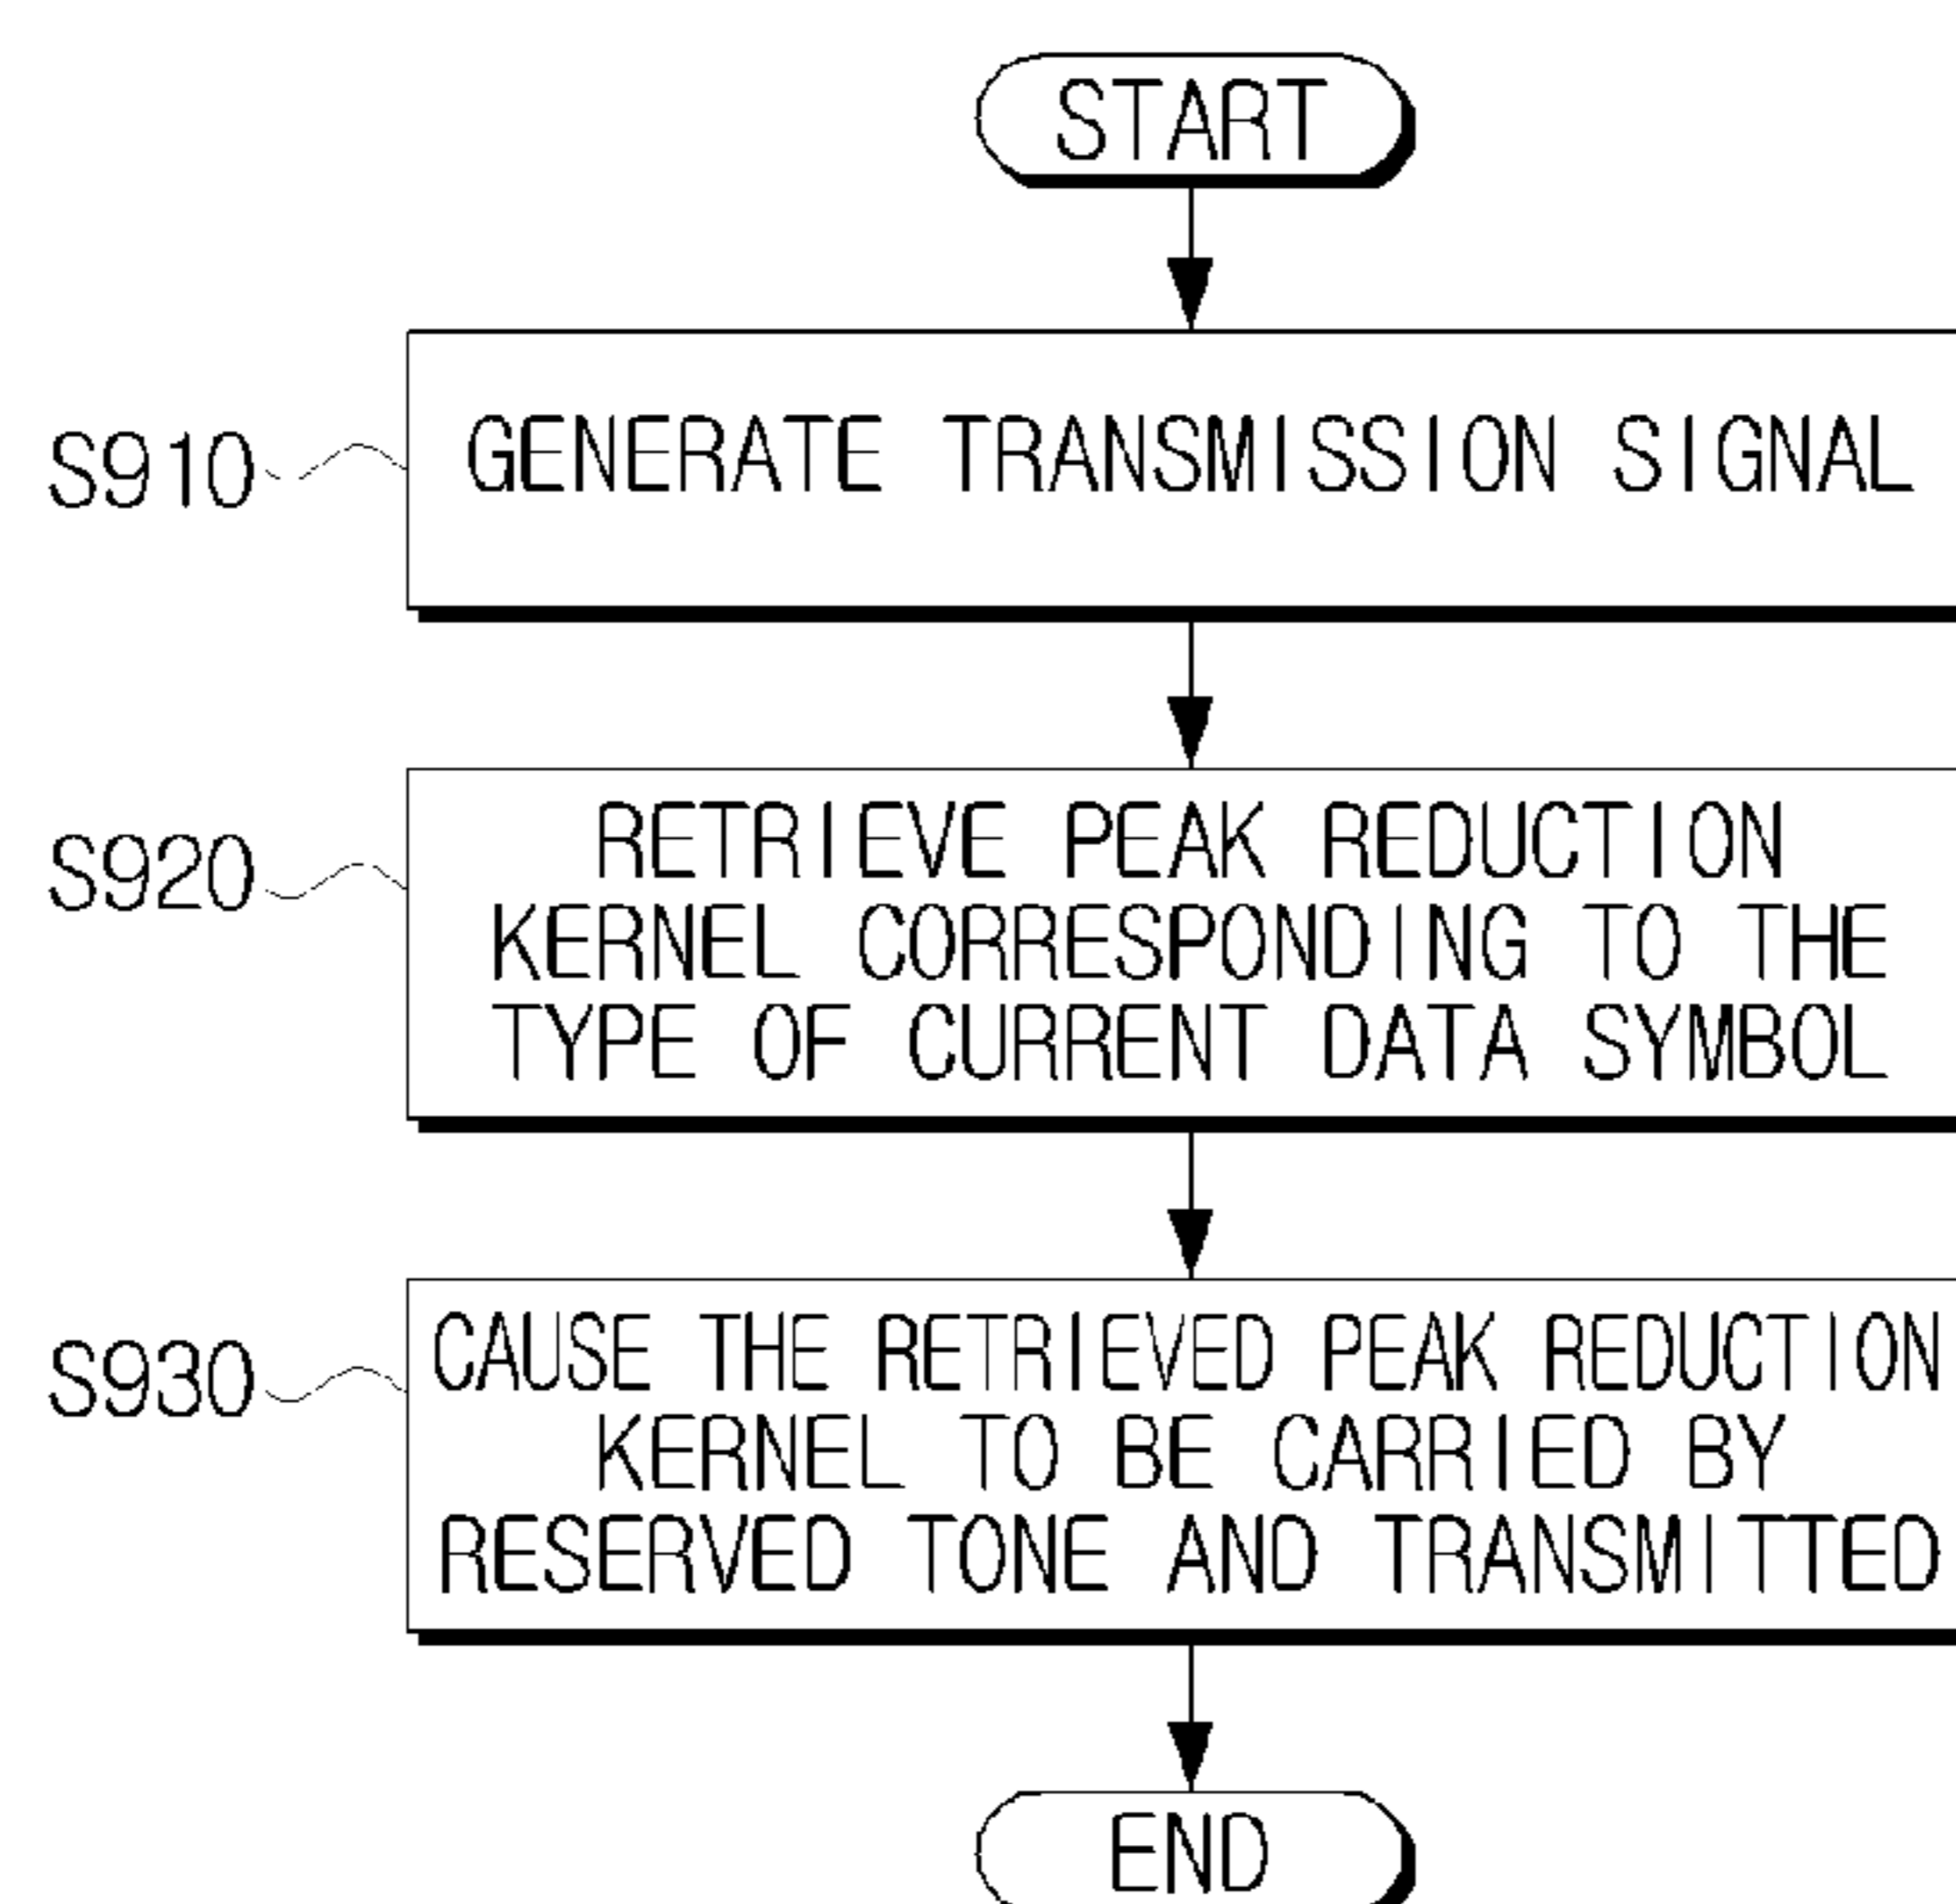 START
S910
GENERATE TRANSMISSION SIGNAL
S920
RETRIEVE PEAK REDUCTION
KERNEL CORRESPONDING TO THE
TYPE OF CURRENT DATA SYMBOL
S930
CAUSE THE RETRIEVED PEAK REDUCTION
KERNEL TO BE CARRIED BY
RESERVED TONE AND TRANSMITTED
END